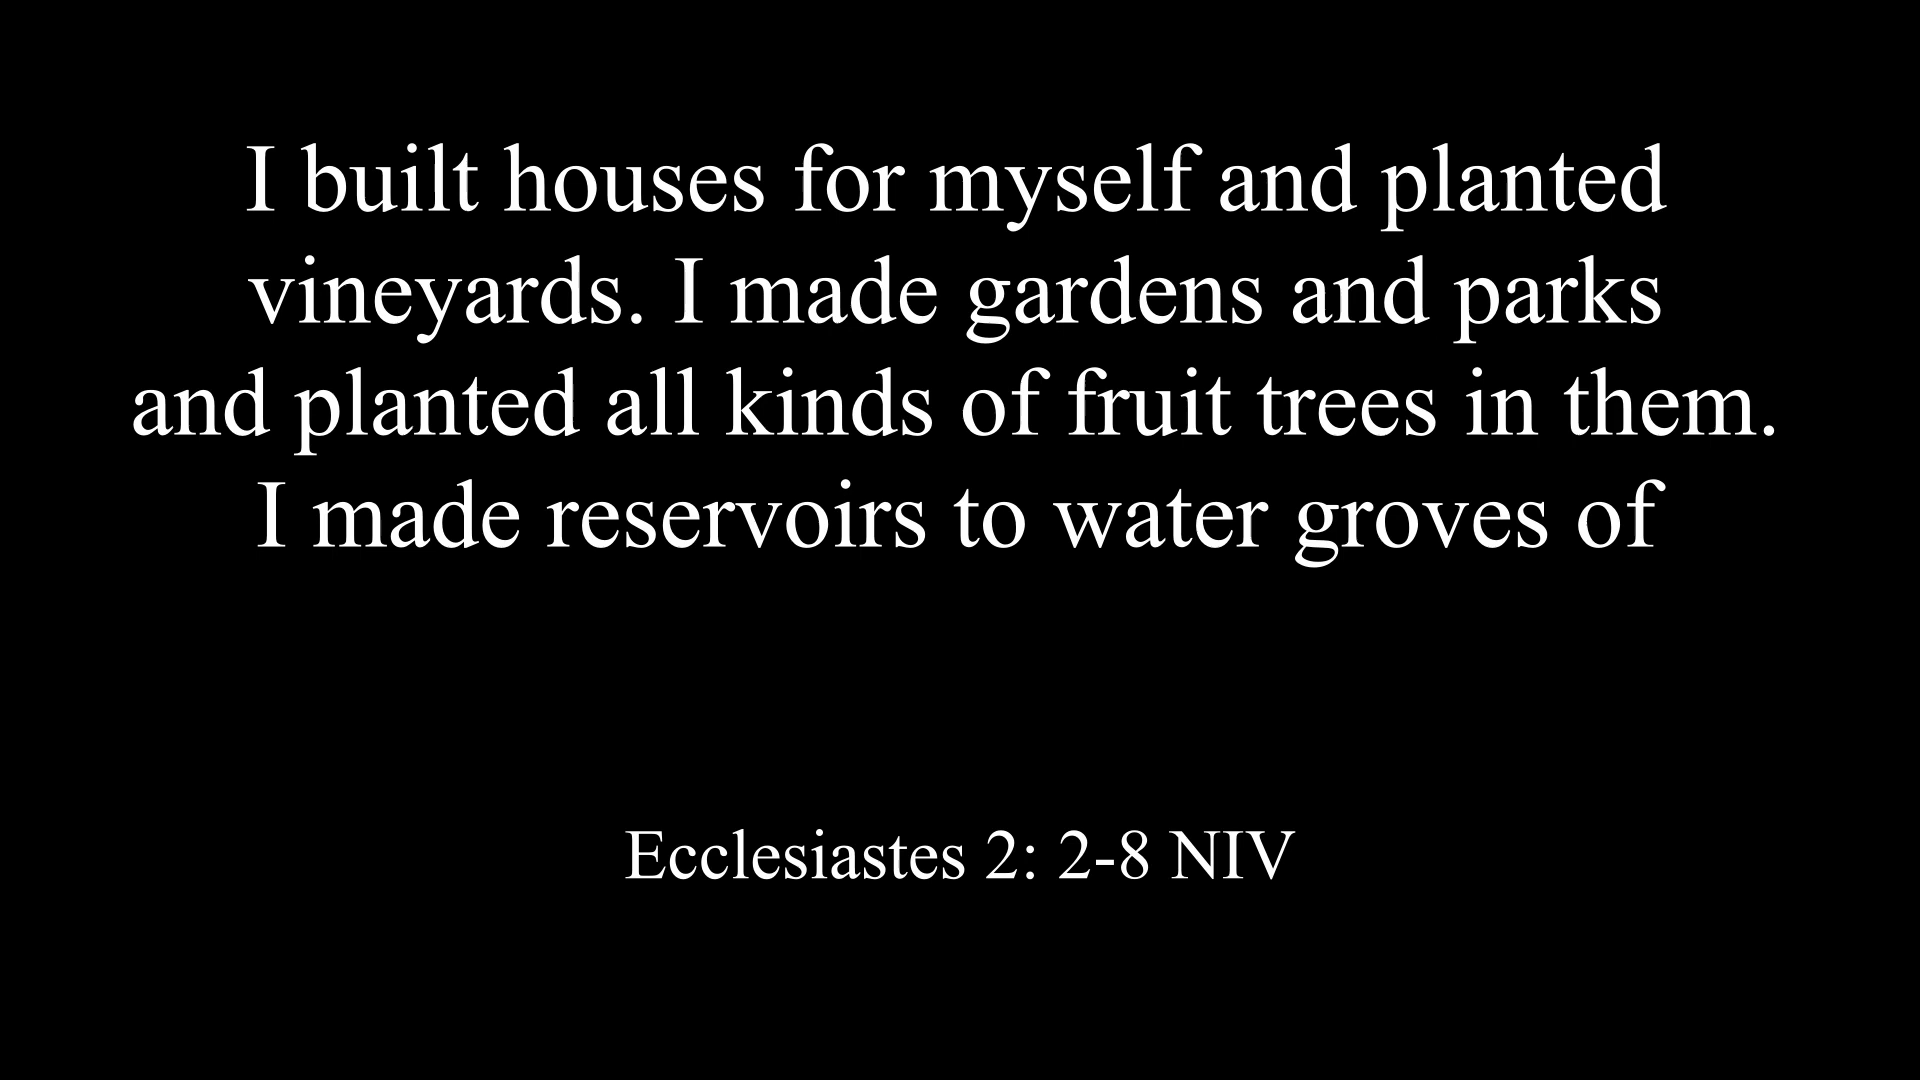 I built houses for myself and planted
vineyards. I made gardens and parks
and planted all kinds of fruit trees in them.
I made reservoirs to water groves of
Ecclesiastes 2: 2-8 NIV